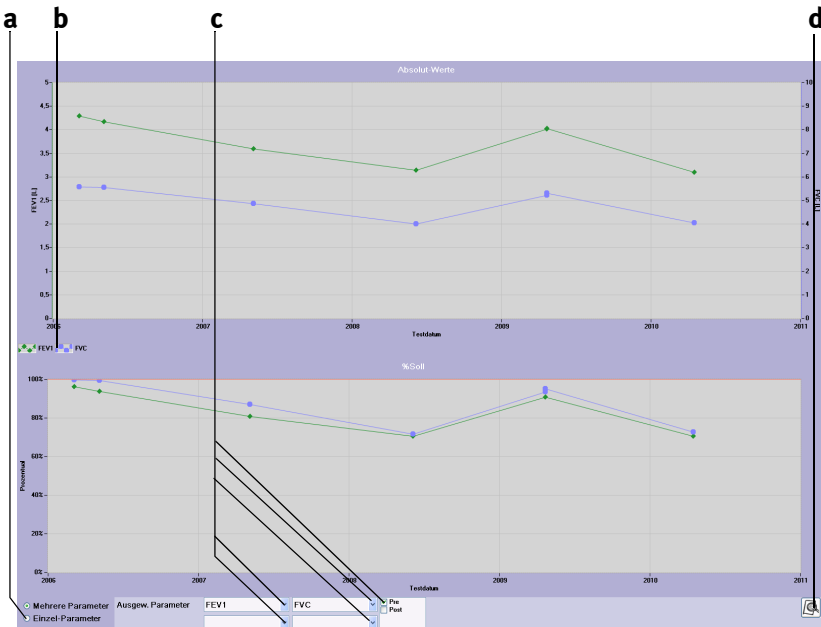 a b c d
Absolut-Werte
5
4,5
4
3,5
3
2,5
2
1,5
1
0,5
0
FEV1 [L]
10
9
8
7
6
5
4
3
2
1
0
FVC [L]
2006 2007 2008 2009 2010 2011
Testdatum
FEV1 FVC
%Soll
100%
80%
60%
40%
20%
0%
Prozentual
2006 2007 2008 2009 2010 2011
Testdatum
Mehrere Parameter Ausgew. Parameter FEV1 FVC Pre
Post
Einzel-Parameter